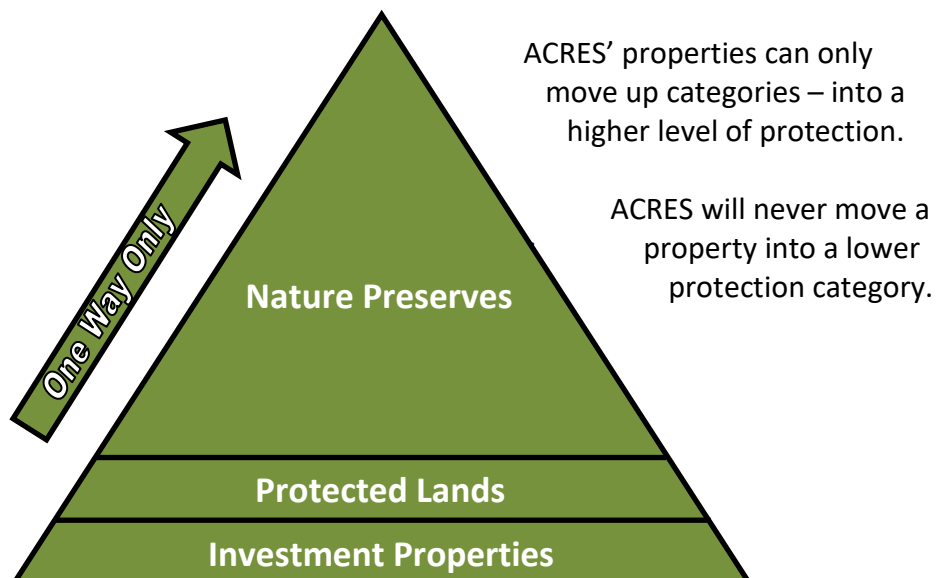 ACRES’ properties can only
move up categories – into a
higher level of protection.
ACRES will never move a
property into a lower
protection category.
One Way Only
Nature Preserves
Protected Lands
Investment Properties